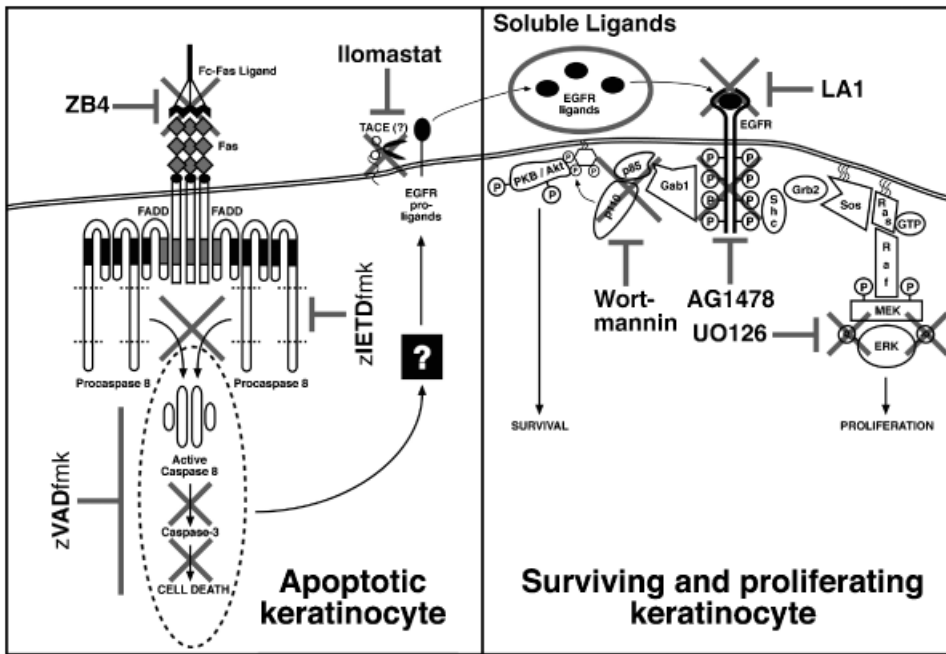 Soluble Ligands
Ilomastat
Fc-Fas Ligand
ZB4
LA1
TACE (?)
EGFR
ligands
EGFR
Fas
EGFR
pro-
ligands
FADD
FADD
PKB / Akt
P
P
P
P
P
p85
p110
Gab1
P
P
P
P
P
P
P
Shc
Grb2
Sos
Ras
GTP
Raf
P
P
MEK
ERK
zIETDfmk
Wort-
mannin
AG1478
UO126
?
Procaspase 8
Procaspase 8
SURVIVAL
PROLIFERATION
Active
Caspase 8
zVADfmk
Caspase-3
CELL DEATH
Apoptotic
keratinocyte
Surviving and proliferating
keratinocyte